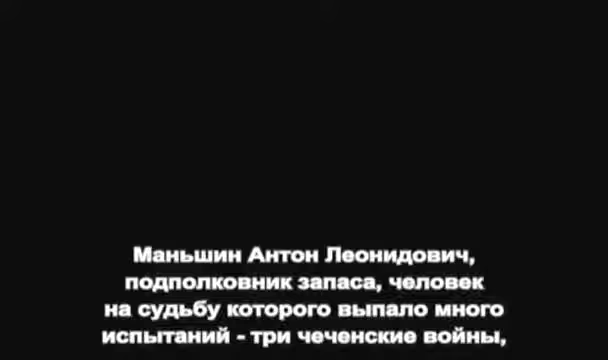 Маньшин Антон Леонидович,
подполковник запаса, человек
на судьбу которого выпало много
испытаний - три чеченские войны,